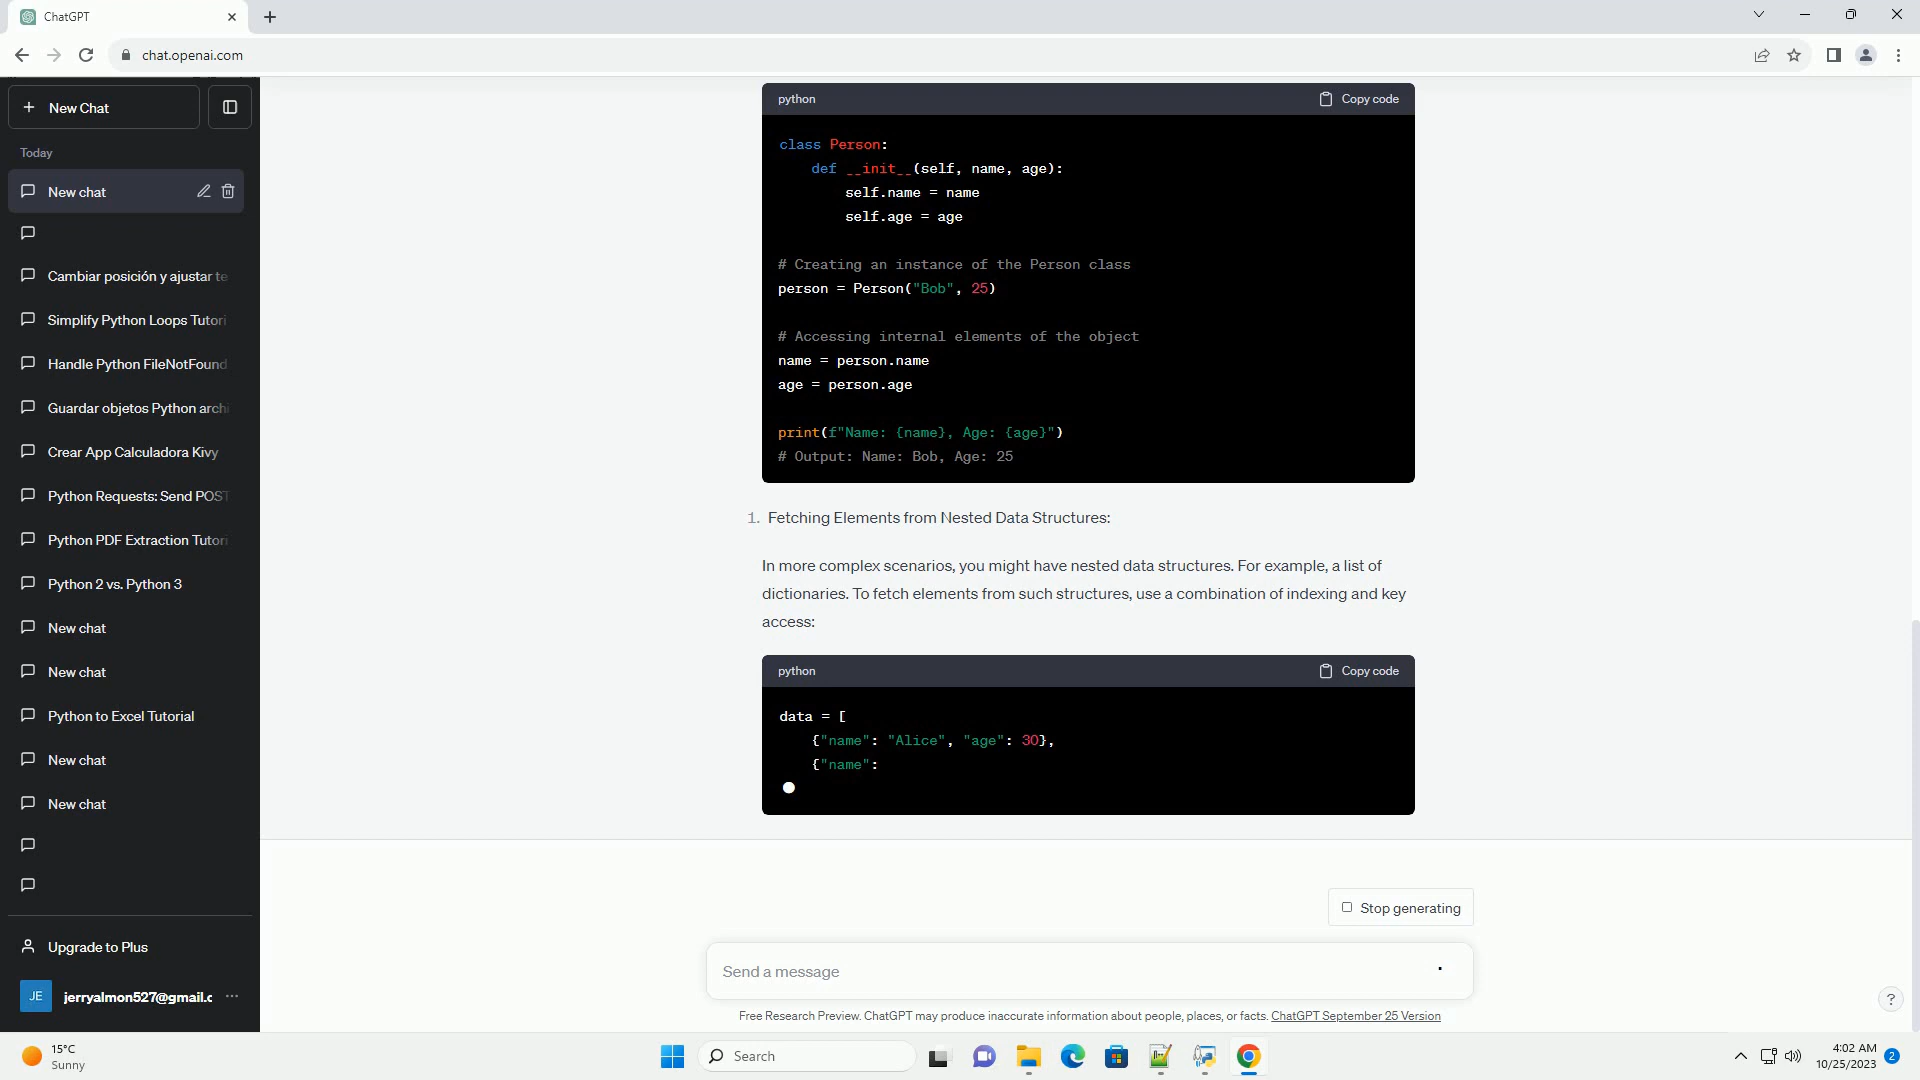 ChatGPT
chat.openai.com
New Chat
Today
New chat
Cambiar posición y ajustar te
Simplify Python Loops Tutori
Handle Python FileNotFound
Guardar objetos Python arch
Crear App Calculadora Kivy
Python Requests: Send POST
Python PDF Extraction Tutori
Python 2 vs. Python 3
New chat
New chat
Python to Excel Tutorial
New chat
New chat
Upgrade to Plus
JE jerryalmon527@gmail.c
python Copy code
class Person:
    def __init__(self, name, age):
        self.name = name
        self.age = age
# Creating an instance of the Person class
person = Person("Bob", 25)
# Accessing internal elements of the object
name = person.name
age = person.age
print(f"Name: {name}, Age: {age}")
# Output: Name: Bob, Age: 25
1. Fetching Elements from Nested Data Structures:
In more complex scenarios, you might have nested data structures. For example, a list of
dictionaries. To fetch elements from such structures, use a combination of indexing and key
access:
python Copy code
data = [
    {"name": "Alice", "age": 30},
    {"name":
Stop generating
Send a message
?
Free Research Preview. ChatGPT may produce inaccurate information about people, places, or facts. ChatGPT September 25 Version
15°C
Sunny
Search
4:02 AM
10/25/2023
2